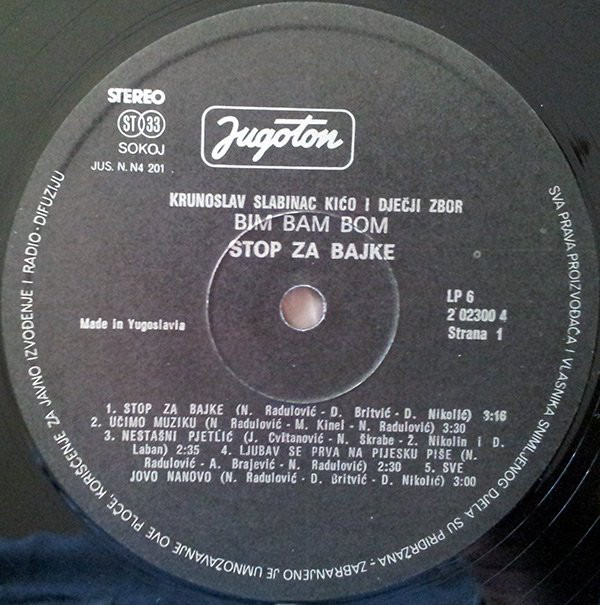 STEREO
ST 33
SOKOJ
JUS. N. N4 201
Jugoton
KRUNOSLAV SLABINAC KIĆO I DJEČJI ZBOR
BIM BAM BOM
STOP ZA BAJKE
Made in Yugoslavia
LP 6
2 02300 4
Strana 1
1. STOP ZA BAJKE (N. Radulović - D. Britvić - D. Nikolić) 3:16
2. UČIMO MUZIKU (N. Radulović - M. Kinel - N. Radulović) 3:30
3. NESTAŠNI PJETLIĆ (J. Cvitanović - N. Škrabe - Ž. Nikolin i D.
Laban) 2:35 4. LJUBAV SE PRVA NA PIJESKU PIŠE (N.
Radulović - A. Brajević - N. Radulović) 2:30 5. SVE
JOVO NANOVO (N. Radulović - D. Britvić - D. Nikolić) 3:00
SVA PRAVA PROIZVOĐAČA I VLASNIKA SNIMLJENOG DJELA SU PRIDRŽANA - ZABRANJENO JE UMNOŽAVANJE OVE PLOČE, KORIŠĆENJE ZA JAVNO IZVOĐENJE I RADIO-DIFUZIJU